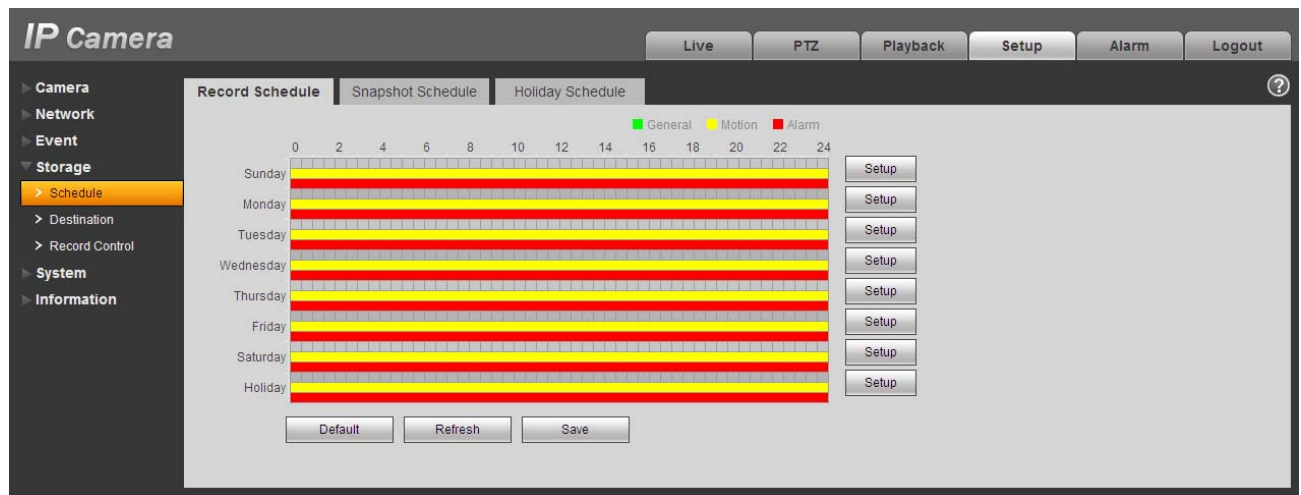 IP Camera
Live PTZ Playback Setup Alarm Logout
Camera
Network
Event
Storage
> Schedule
> Destination
> Record Control
System
Information
Record Schedule Snapshot Schedule Holiday Schedule
?
General Motion Alarm
0 2 4 6 8 10 12 14 16 18 20 22 24
Sunday Setup
Monday Setup
Tuesday Setup
Wednesday Setup
Thursday Setup
Friday Setup
Saturday Setup
Holiday Setup
Default Refresh Save